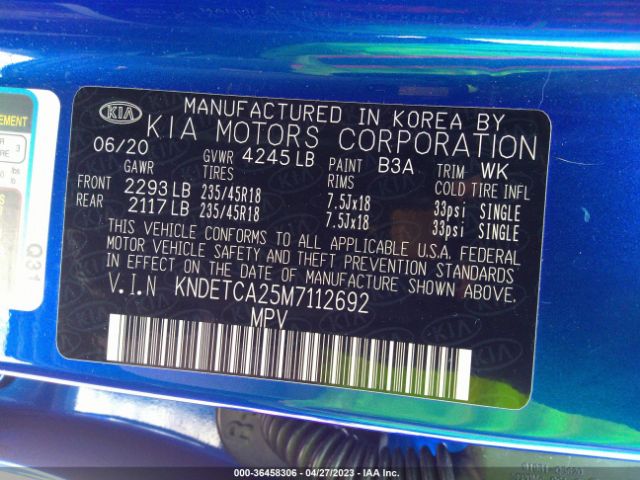 MANUFACTURED IN KOREA BY
KIA KIA MOTORS CORPORATION
06/20 GVWR 4245 LB PAINT B3A TRIM WK
GAWR TIRES RIMS COLD TIRE INFL
FRONT 2293 LB 235/45R18 7.5Jx18 33psi SINGLE
REAR 2117 LB 235/45R18 7.5Jx18 33psi SINGLE
THIS VEHICLE CONFORMS TO ALL APPLICABLE U.S.A. FEDERAL
MOTOR VEHICLE SAFETY AND THEFT PREVENTION STANDARDS
IN EFFECT ON THE DATE OF MANUFACTURE SHOWN ABOVE.
V.I.N KNDETCA25M7112692
MPV
Q31
000-36458306 - 04/27/2023 - IAA Inc.